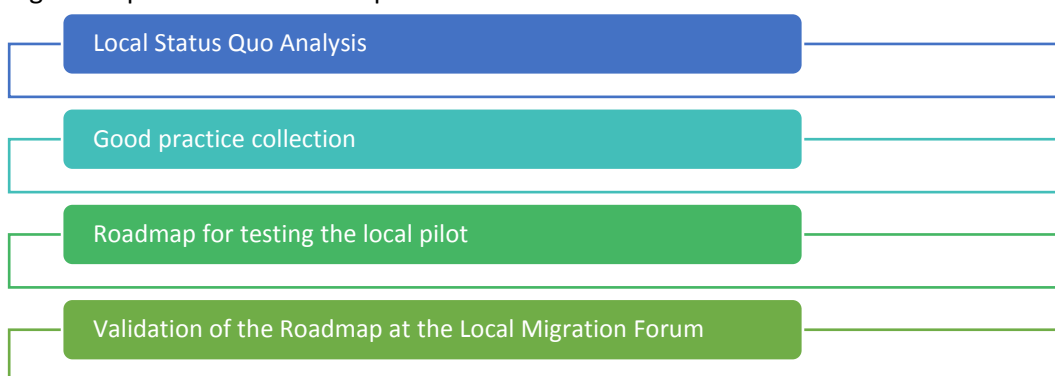 Local Status Quo Analysis
Good practice collection
Roadmap for testing the local pilot
Validation of the Roadmap at the Local Migration Forum